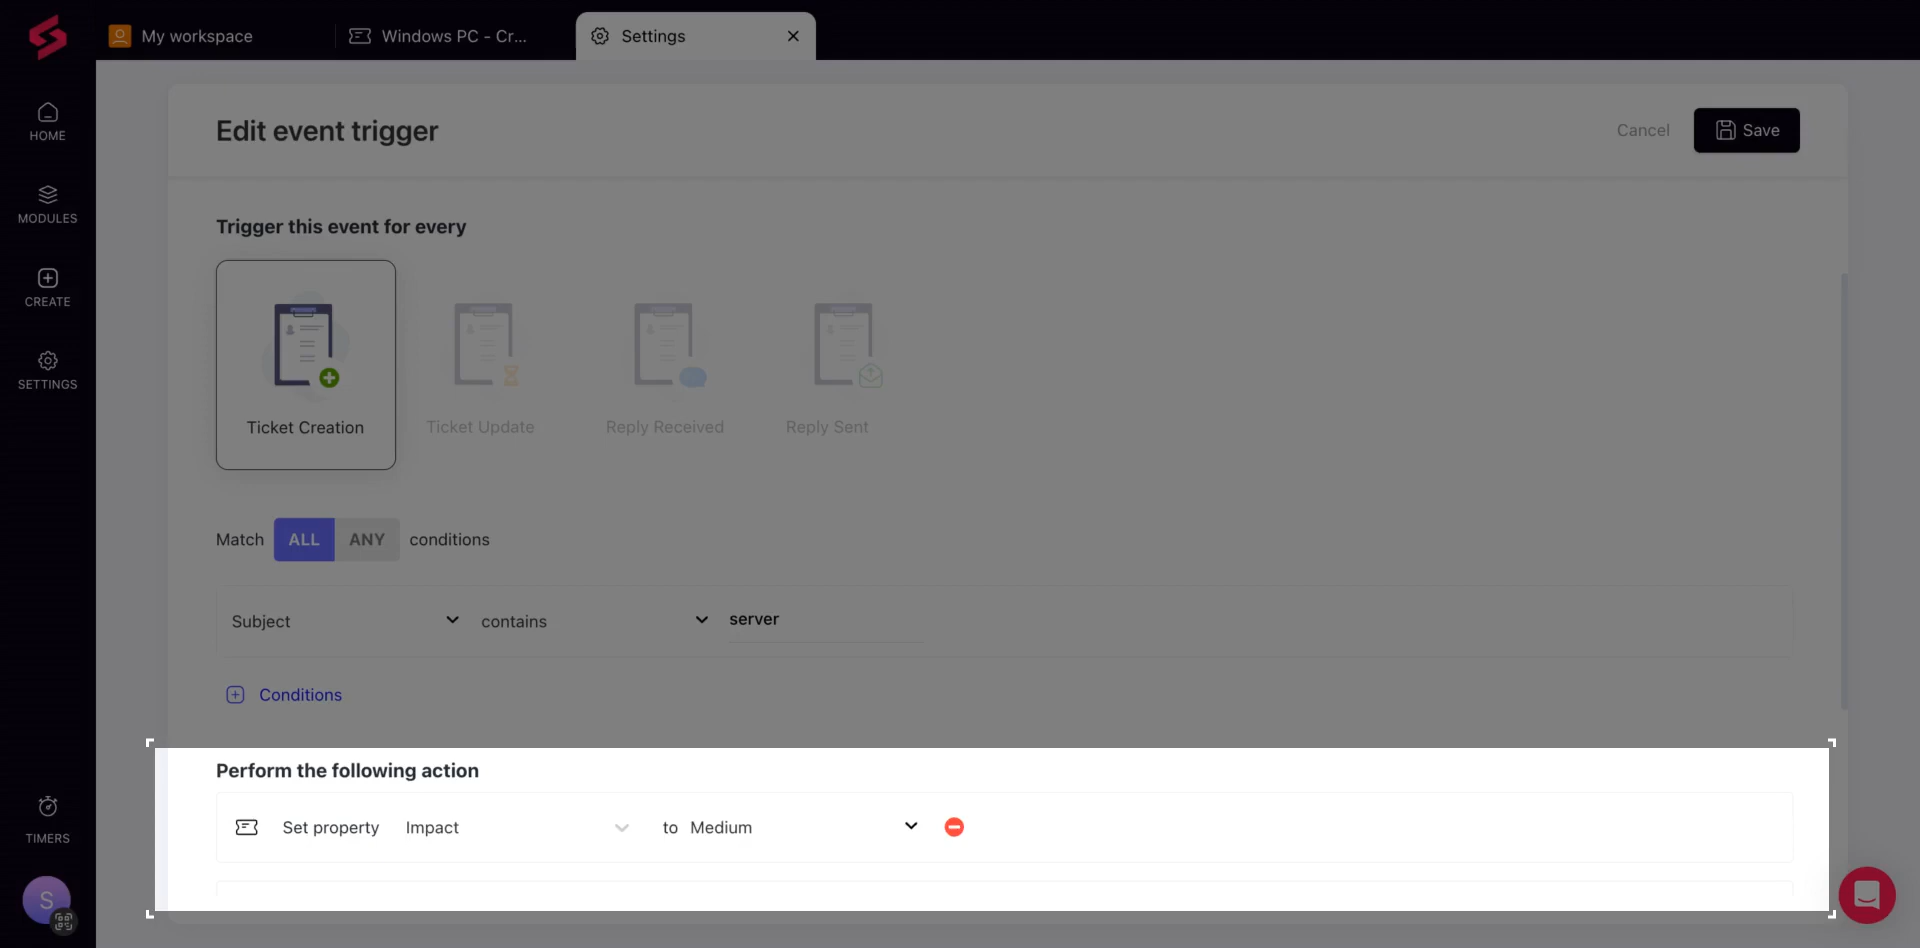 My workspace
Windows PC - Cr...
Settings
HOME
MODULES
CREATE
SETTINGS
TIMERS
S
Edit event trigger
Cancel
Save
Trigger this event for every
Ticket Creation
Ticket Update
Reply Received
Reply Sent
Match ALL ANY conditions
Subject contains server
Conditions
Perform the following action
Set property Impact to Medium